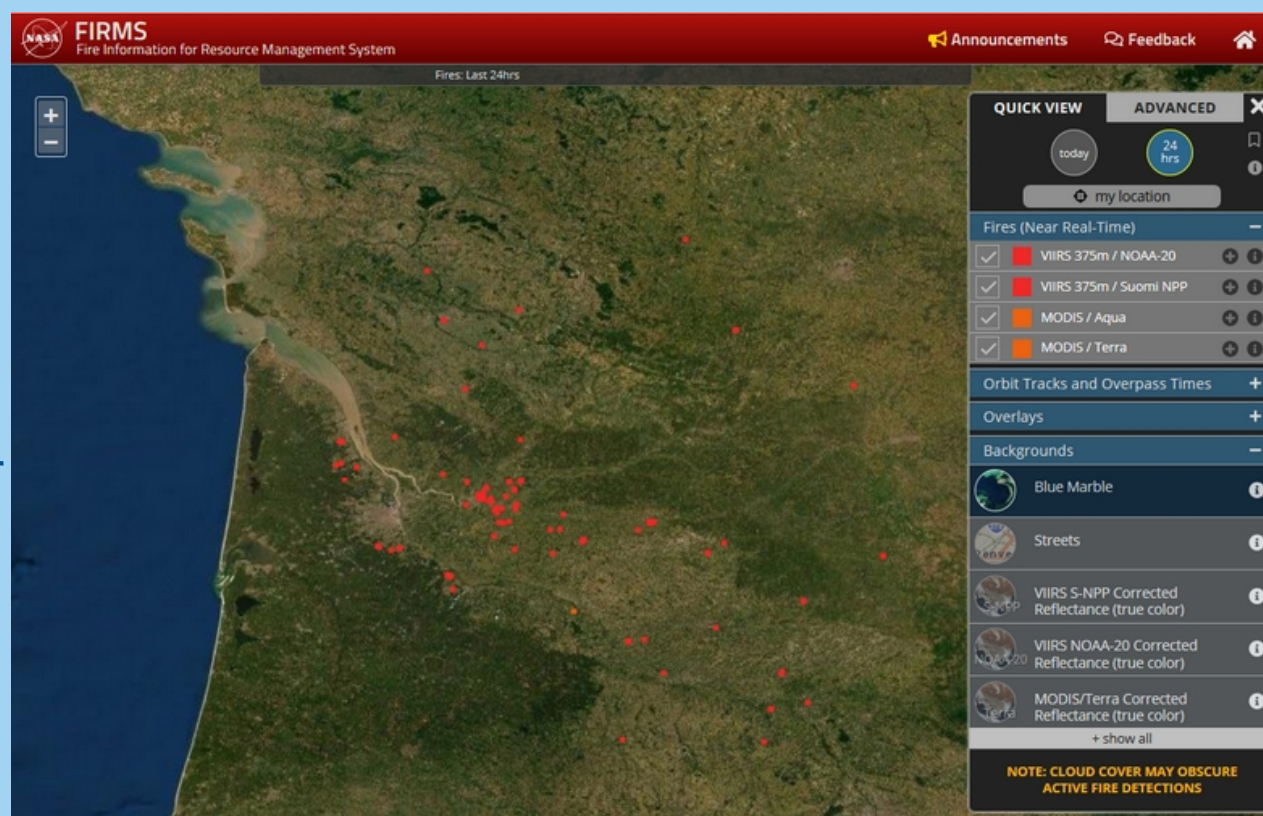 NASA
FIRMS
Fire Information for Resource Management System
Announcements
Feedback
Fires: Last 24hrs
+
−
QUICK VIEW
ADVANCED
today
24
hrs
my location
Fires (Near Real-Time)
VIIRS 375m / NOAA-20
VIIRS 375m / Suomi NPP
MODIS / Aqua
MODIS / Terra
Orbit Tracks and Overpass Times
Overlays
Backgrounds
Blue Marble
Streets
VIIRS S-NPP Corrected
Reflectance (true color)
S-NPP
VIIRS NOAA-20 Corrected
Reflectance (true color)
NOAA-20
MODIS/Terra Corrected
Reflectance (true color)
Terra
+ show all
NOTE: CLOUD COVER MAY OBSCURE
ACTIVE FIRE DETECTIONS